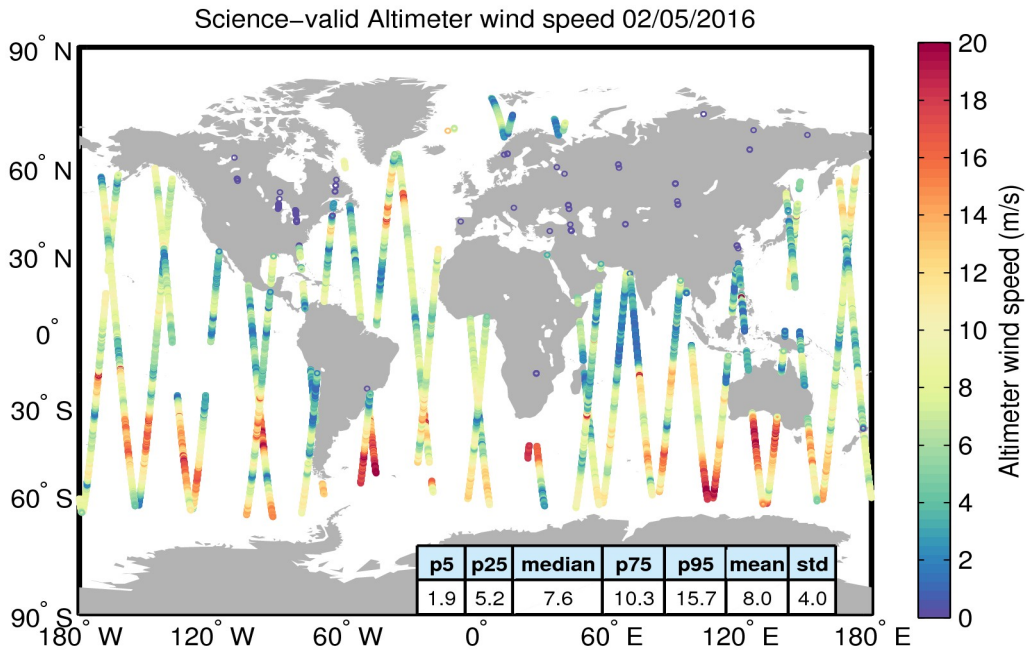 Science−valid Altimeter wind speed 02/05/2016
90° N
60° N
30° N
0°
30° S
60° S
90° S
180° W 120° W 60° W 0° 60° E 120° E 180° E
p5 p25 median p75 p95 mean std
1.9 5.2 7.6 10.3 15.7 8.0 4.0
20
18
16
14
12
10
8
6
4
2
0
Altimeter wind speed (m/s)